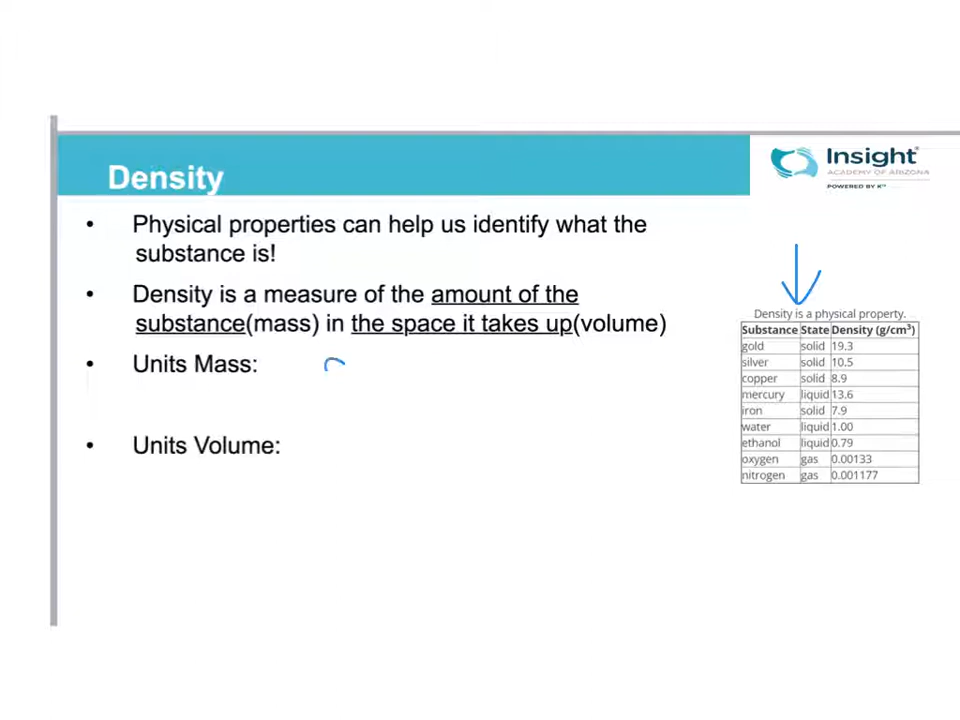 Density
Insight
ACADEMY OF ARIZONA
POWERED BY K¹²
• Physical properties can help us identify what the
substance is!
• Density is a measure of the amount of the
substance(mass) in the space it takes up(volume)
• Units Mass:
• Units Volume:
Density is a physical property.
Substance State Density (g/cm³)
gold solid 19.3
silver solid 10.5
copper solid 8.9
mercury liquid 13.6
iron solid 7.9
water liquid 1.00
ethanol liquid 0.79
oxygen gas 0.00133
nitrogen gas 0.001177